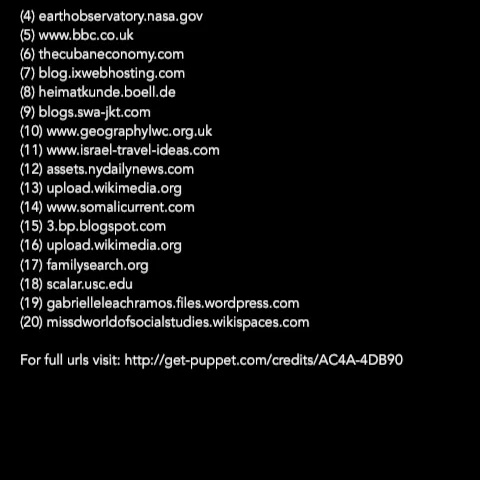 (4) earthobservatory.nasa.gov
(5) www.bbc.co.uk
(6) thecubaneconomy.com
(7) blog.ixwebhosting.com
(8) heimatkunde.boell.de
(9) blogs.swa-jkt.com
(10) www.geographylwc.org.uk
(11) www.israel-travel-ideas.com
(12) assets.nydailynews.com
(13) upload.wikimedia.org
(14) www.somalicurrent.com
(15) 3.bp.blogspot.com
(16) upload.wikimedia.org
(17) familysearch.org
(18) scalar.usc.edu
(19) gabrielleleachramos.files.wordpress.com
(20) missdworldofsocialstudies.wikispaces.com
For full urls visit: http://get-puppet.com/credits/AC4A-4DB90